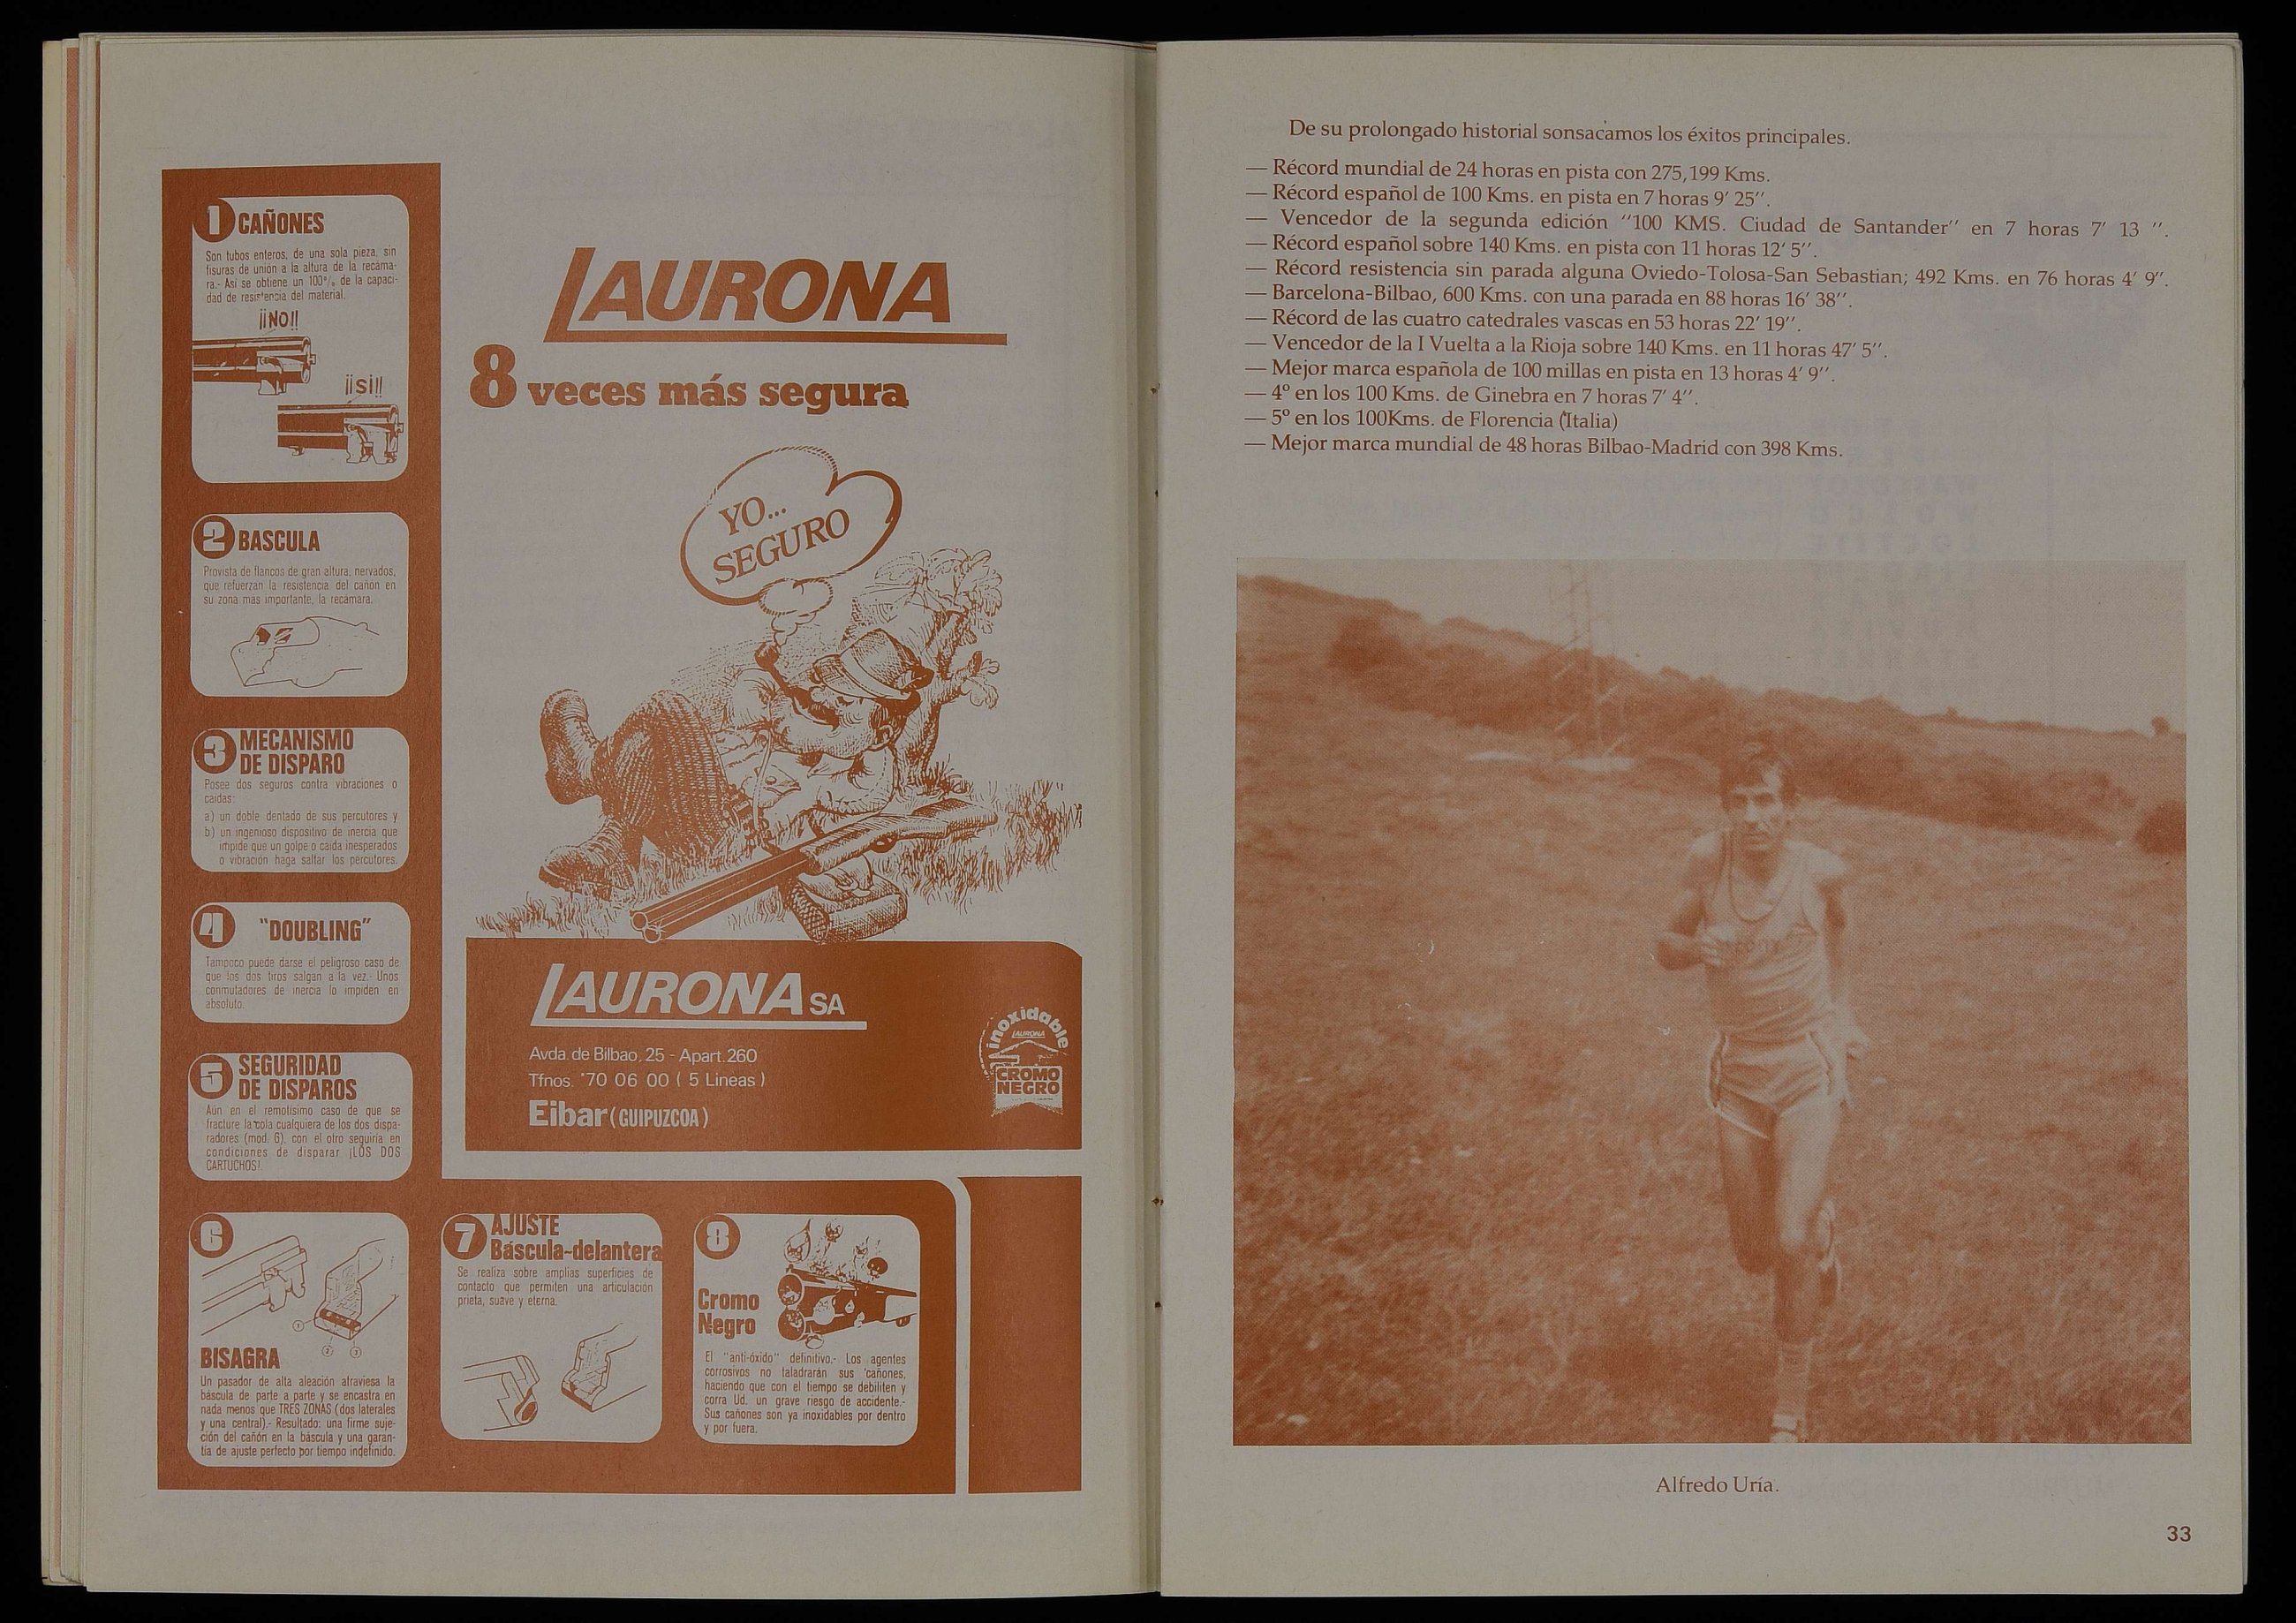 1 CAÑONES
Son tubos enteros, de una sola pieza, sin
fisuras de unión a la altura de la recáma-
ra.- Así se obtiene un 100% de la capaci-
dad de resistencia del material.
¡¡NO!!
¡¡SI!!
2 BASCULA
Provista de flancos de gran altura, nervados,
que refuerzan la resistencia del cañón en
su zona mas importante, la recámara.
3 MECANISMO
DE DISPARO
Posee dos seguros contra vibraciones o
caidas:
a) un doble dentado de sus percutores y
b) un ingenioso dispositivo de inercia que
impide que un golpe o caida inesperados
o vibración haga saltar los percutores.
4 "DOUBLING"
Tampoco puede darse el peligroso caso de
que los dos tiros salgan a la vez.- Unos
conmutadores de inercia lo impiden en
absoluto.
5 SEGURIDAD
DE DISPAROS
Aún en el remotísimo caso de que se
fracture la cola cualquiera de los dos dispa-
radores (mod. 6), con el otro seguiría en
condiciones de disparar ¡LOS DOS
CARTUCHOS!
6
1
2
3
BISAGRA
Un pasador de alta aleación atraviesa la
báscula de parte a parte y se encastra en
nada menos que TRES ZONAS (dos laterales
y una central).- Resultado: una firme suje-
ción del cañón en la báscula y una garan-
tía de ajuste perfecto por tiempo indefinido.
7 AJUSTE
Báscula-delantera
Se realiza sobre amplias superficies de
contacto que permiten una articulación
prieta, suave y eterna.
8
Cromo
Negro
El "anti-óxido" definitivo.- Los agentes
corrosivos no taladrarán sus cañones,
haciendo que con el tiempo se debiliten y
corra Ud. un grave riesgo de accidente.-
Sus cañones son ya inoxidables por dentro
y por fuera.
LAURONA
8 veces más segura
YO...
SEGURO
LAURONA SA
Avda. de Bilbao, 25 - Apart. 260
Tfnos. *70 06 00 ( 5 Lineas )
Eibar (GUIPUZCOA)
inoxidable
LAURONA
CROMO
NEGRO
De su prolongado historial sonsacamos los éxitos principales.
— Récord mundial de 24 horas en pista con 275,199 Kms.
— Récord español de 100 Kms. en pista en 7 horas 9′ 25″.
— Vencedor de la segunda edición "100 KMS. Ciudad de Santander" en 7 horas 7′ 13 ″.
— Récord español sobre 140 Kms. en pista con 11 horas 12′ 5″.
— Récord resistencia sin parada alguna Oviedo-Tolosa-San Sebastian; 492 Kms. en 76 horas 4′ 9″.
— Barcelona-Bilbao, 600 Kms. con una parada en 88 horas 16′ 38″.
— Récord de las cuatro catedrales vascas en 53 horas 22′ 19″.
— Vencedor de la I Vuelta a la Rioja sobre 140 Kms. en 11 horas 47′ 5″.
— Mejor marca española de 100 millas en pista en 13 horas 4′ 9″.
— 4º en los 100 Kms. de Ginebra en 7 horas 7′ 4″.
— 5º en los 100Kms. de Florencia (Italia)
— Mejor marca mundial de 48 horas Bilbao-Madrid con 398 Kms.
Alfredo Uría.
33